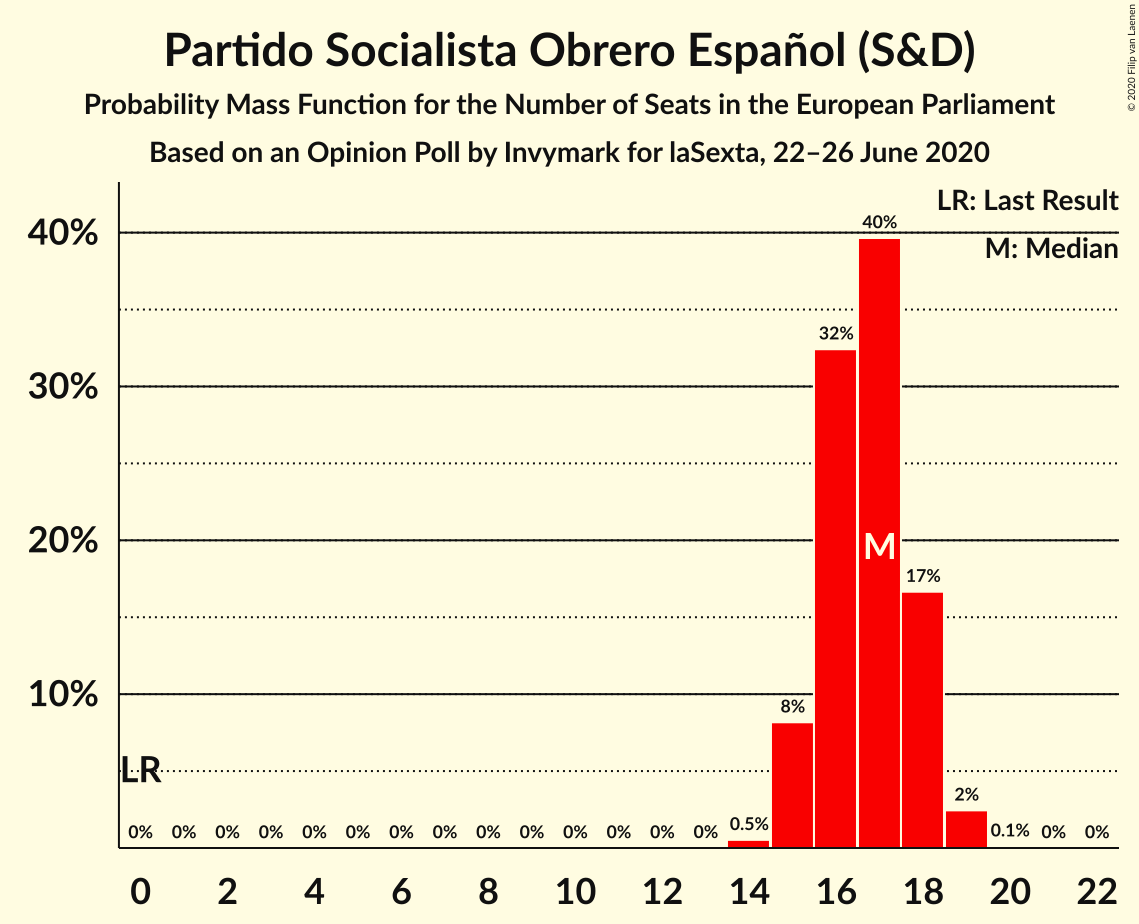 Partido Socialista Obrero Español (S&D)
Probability Mass Function for the Number of Seats in the European Parliament
Based on an Opinion Poll by Invymark for laSexta, 22–26 June 2020
© 2020 Filip van Laenen
LR: Last Result
M: Median
40%
30%
20%
10%
40%
32%
M
17%
8%
LR
2%
0% 0% 0% 0% 0% 0% 0% 0% 0% 0% 0% 0% 0% 0% 0.5% 0.1% 0% 0%
0 2 4 6 8 10 12 14 16 18 20 22